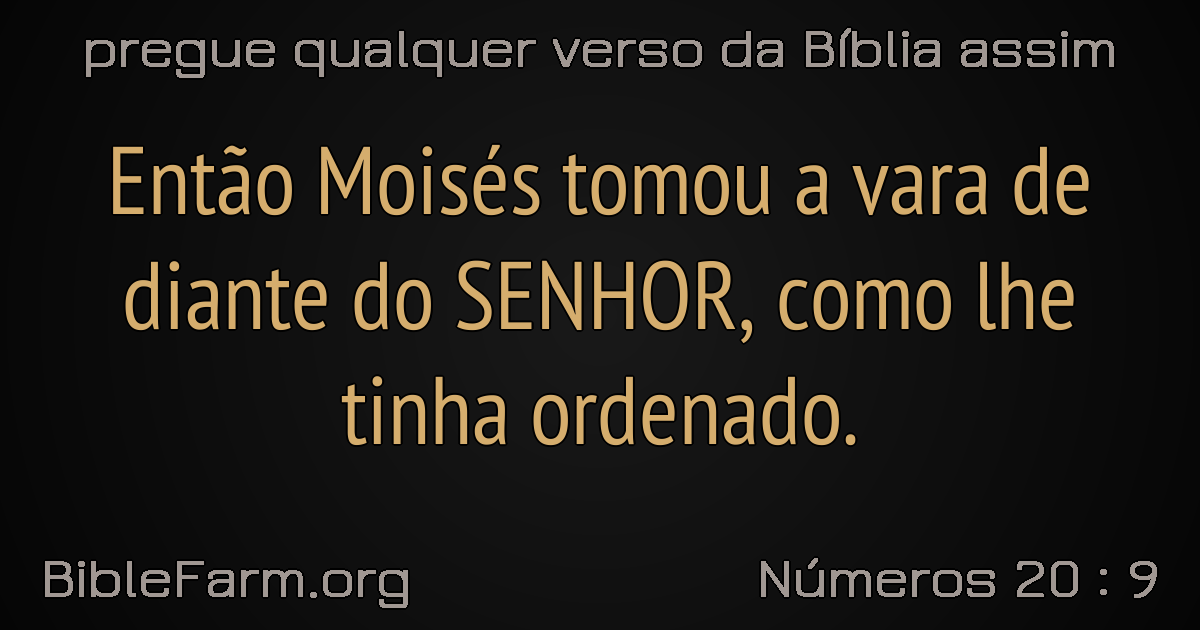 pregue qualquer verso da Bíblia assim
Então Moisés tomou a vara de
diante do SENHOR, como lhe
tinha ordenado.
BibleFarm.org
Números 20 : 9